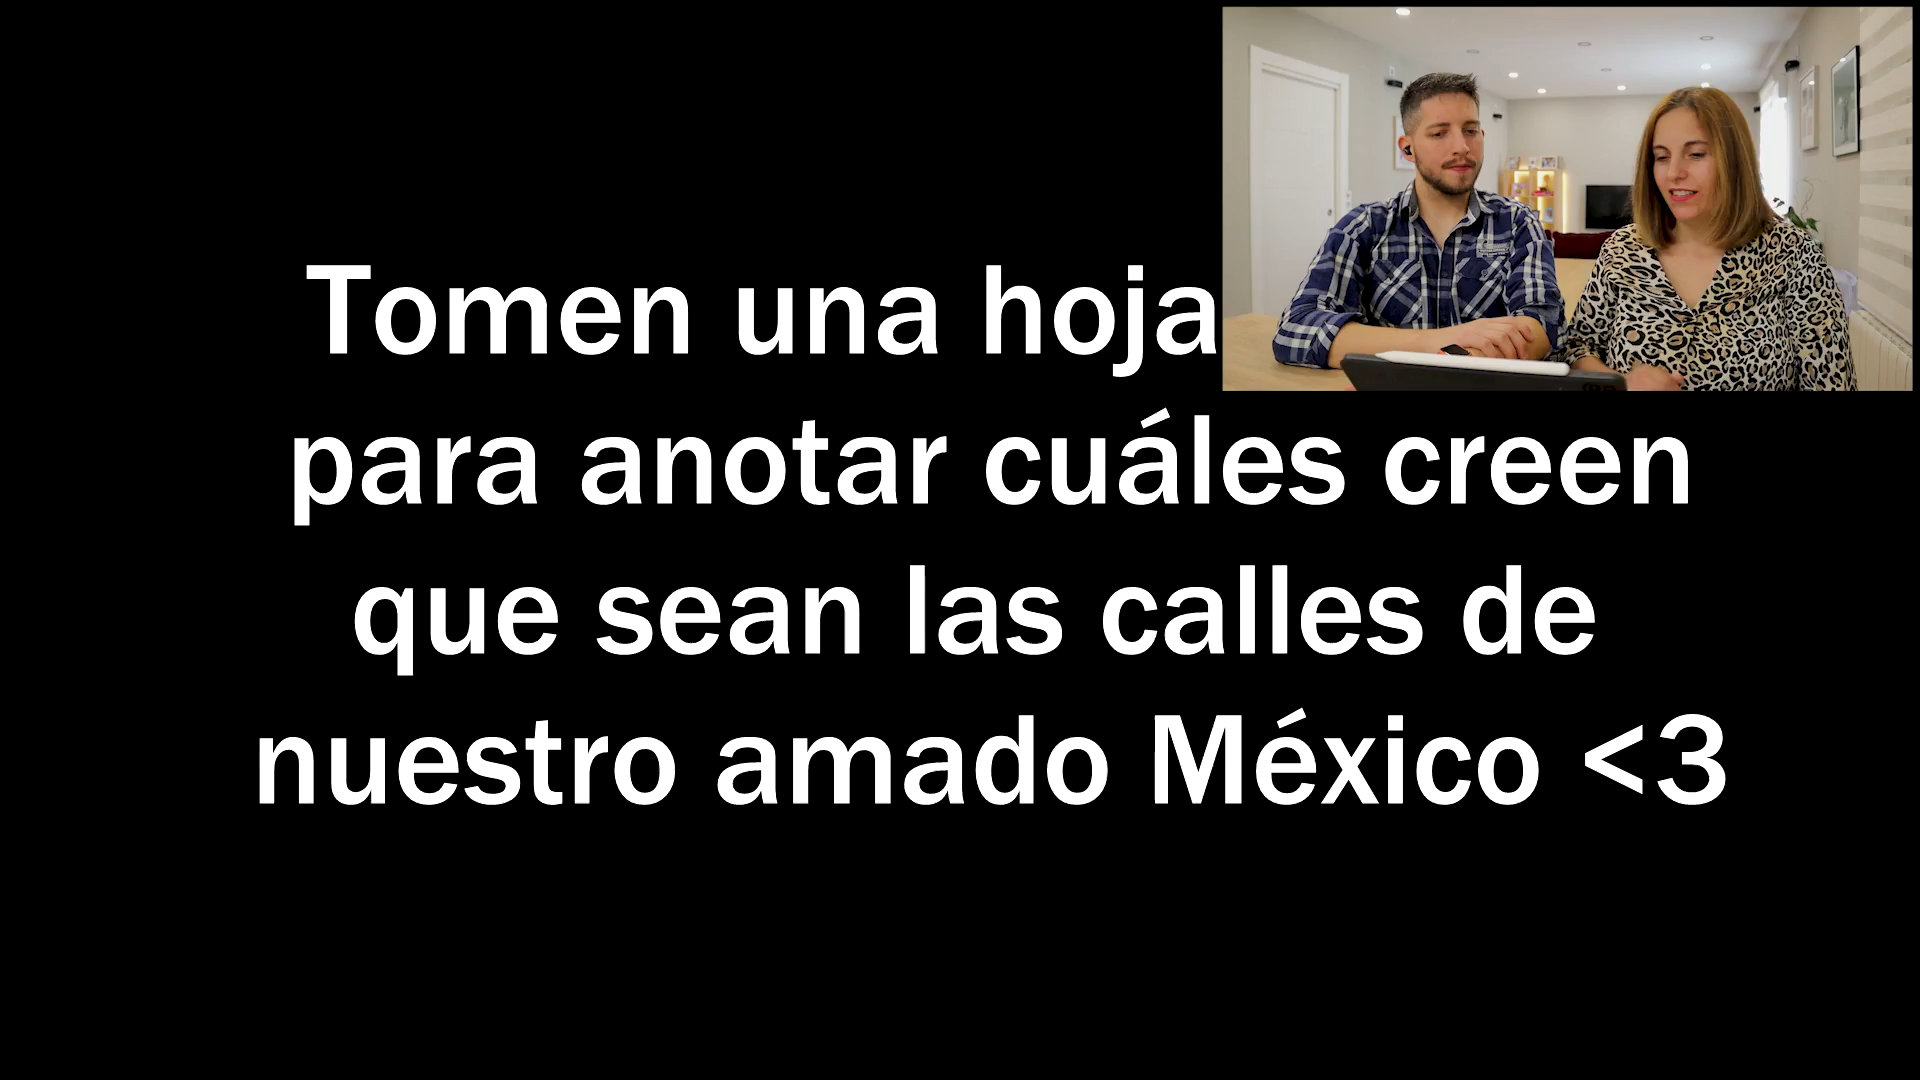 Tomen una hoja
para anotar cuáles creen
que sean las calles de
nuestro amado México <3